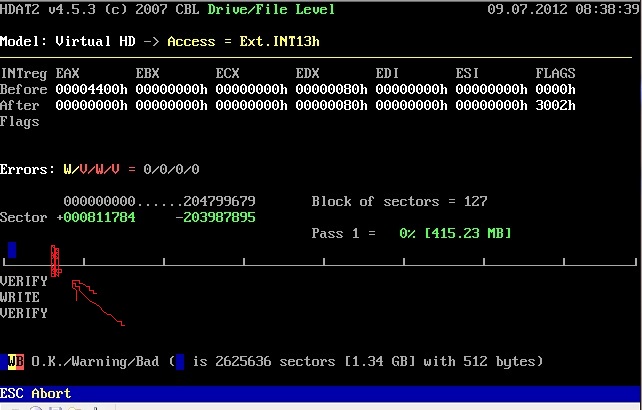 HDAT2 v4.5.3 (c) 2007 CBL Drive/File Level 09.07.2012 08:38:39
Model: Virtual HD -> Access = Ext.INT13h
INTreg EAX EBX ECX EDX EDI ESI FLAGS
Before 00004400h 00000000h 00000000h 00000080h 00000000h 00000000h 0000h
After 00000000h 00000000h 00000000h 00000080h 00000000h 00000000h 3002h
Flags
Errors: W/V/W/V = 0/0/0/0
000000000......204799679 Block of sectors = 127
Sector +000811784 -203987895
Pass 1 = 0% [415.23 MB]
VERIFY
WRITE
VERIFY
WB O.K./Warning/Bad ( is 2625636 sectors [1.34 GB] with 512 bytes)
ESC Abort